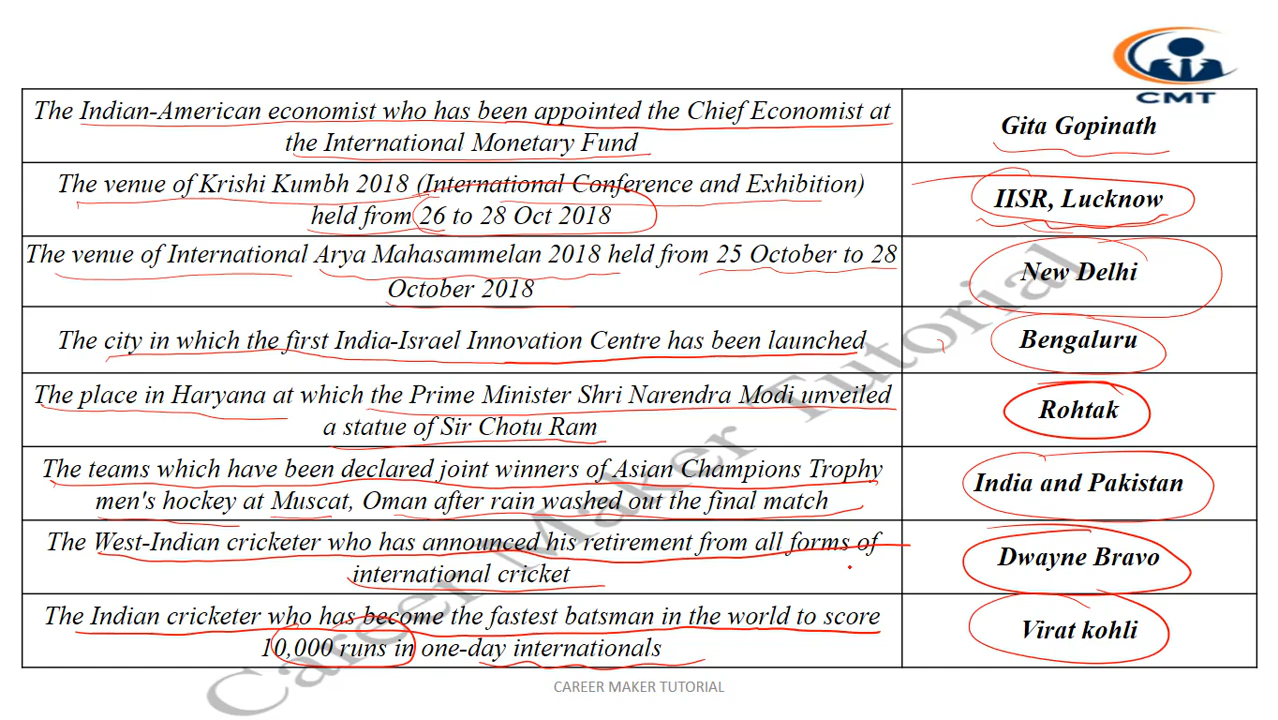 CMT
The Indian-American economist who has been appointed the Chief Economist at
the International Monetary Fund
Gita Gopinath
The venue of Krishi Kumbh 2018 (International Conference and Exhibition)
held from 26 to 28 Oct 2018
IISR, Lucknow
The venue of International Arya Mahasammelan 2018 held from 25 October to 28
October 2018
New Delhi
The city in which the first India-Israel Innovation Centre has been launched
Bengaluru
The place in Haryana at which the Prime Minister Shri Narendra Modi unveiled
a statue of Sir Chotu Ram
Rohtak
The teams which have been declared joint winners of Asian Champions Trophy
men's hockey at Muscat, Oman after rain washed out the final match
India and Pakistan
The West-Indian cricketer who has announced his retirement from all forms of
international cricket
Dwayne Bravo
The Indian cricketer who has become the fastest batsman in the world to score
10,000 runs in one-day internationals
Virat kohli
Career Maker Tutorial
CAREER MAKER TUTORIAL